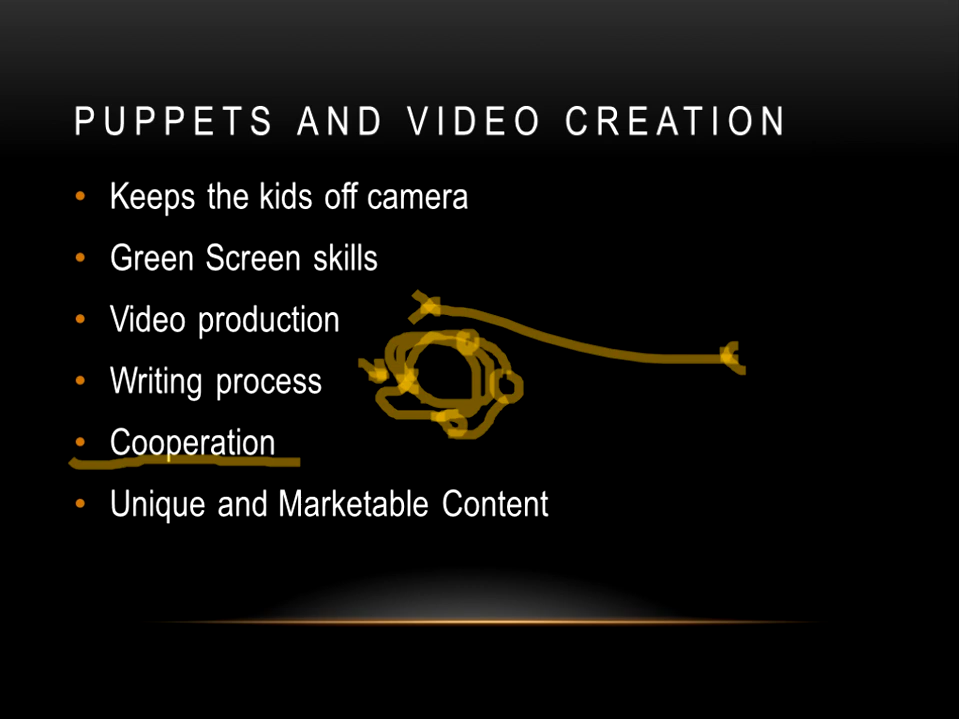 PUPPETS AND VIDEO CREATION
• Keeps the kids off camera
• Green Screen skills
• Video production
• Writing process
• Cooperation
• Unique and Marketable Content